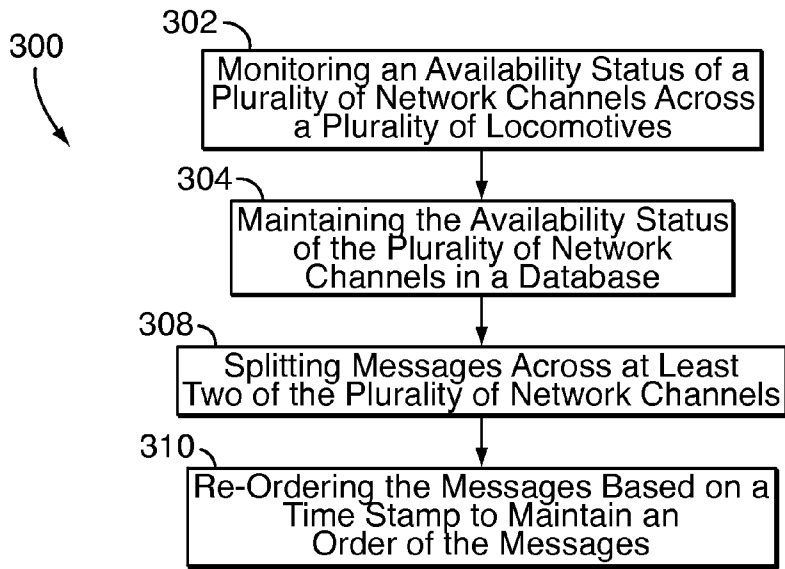 300
302
Monitoring an Availability Status of a
Plurality of Network Channels Across
a Plurality of Locomotives
304
Maintaining the Availability Status
of the Plurality of Network
Channels in a Database
308
Splitting Messages Across at Least
Two of the Plurality of Network Channels
310
Re-Ordering the Messages Based on a
Time Stamp to Maintain an
Order of the Messages